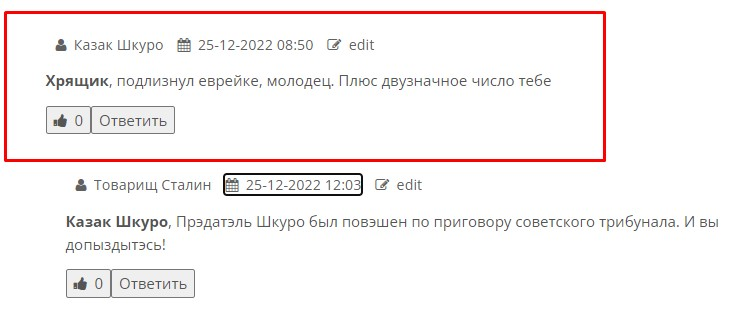 Казак Шкуро 25-12-2022 08:50 edit
Хрящик, подлизнул еврейке, молодец. Плюс двузначное число тебе
0 Ответить
Товарищ Сталин 25-12-2022 12:03 edit
Казак Шкуро, Прэдатэль Шкуро был повэшен по приговору советского трибунала. И вы
допыздытэсь!
0 Ответить